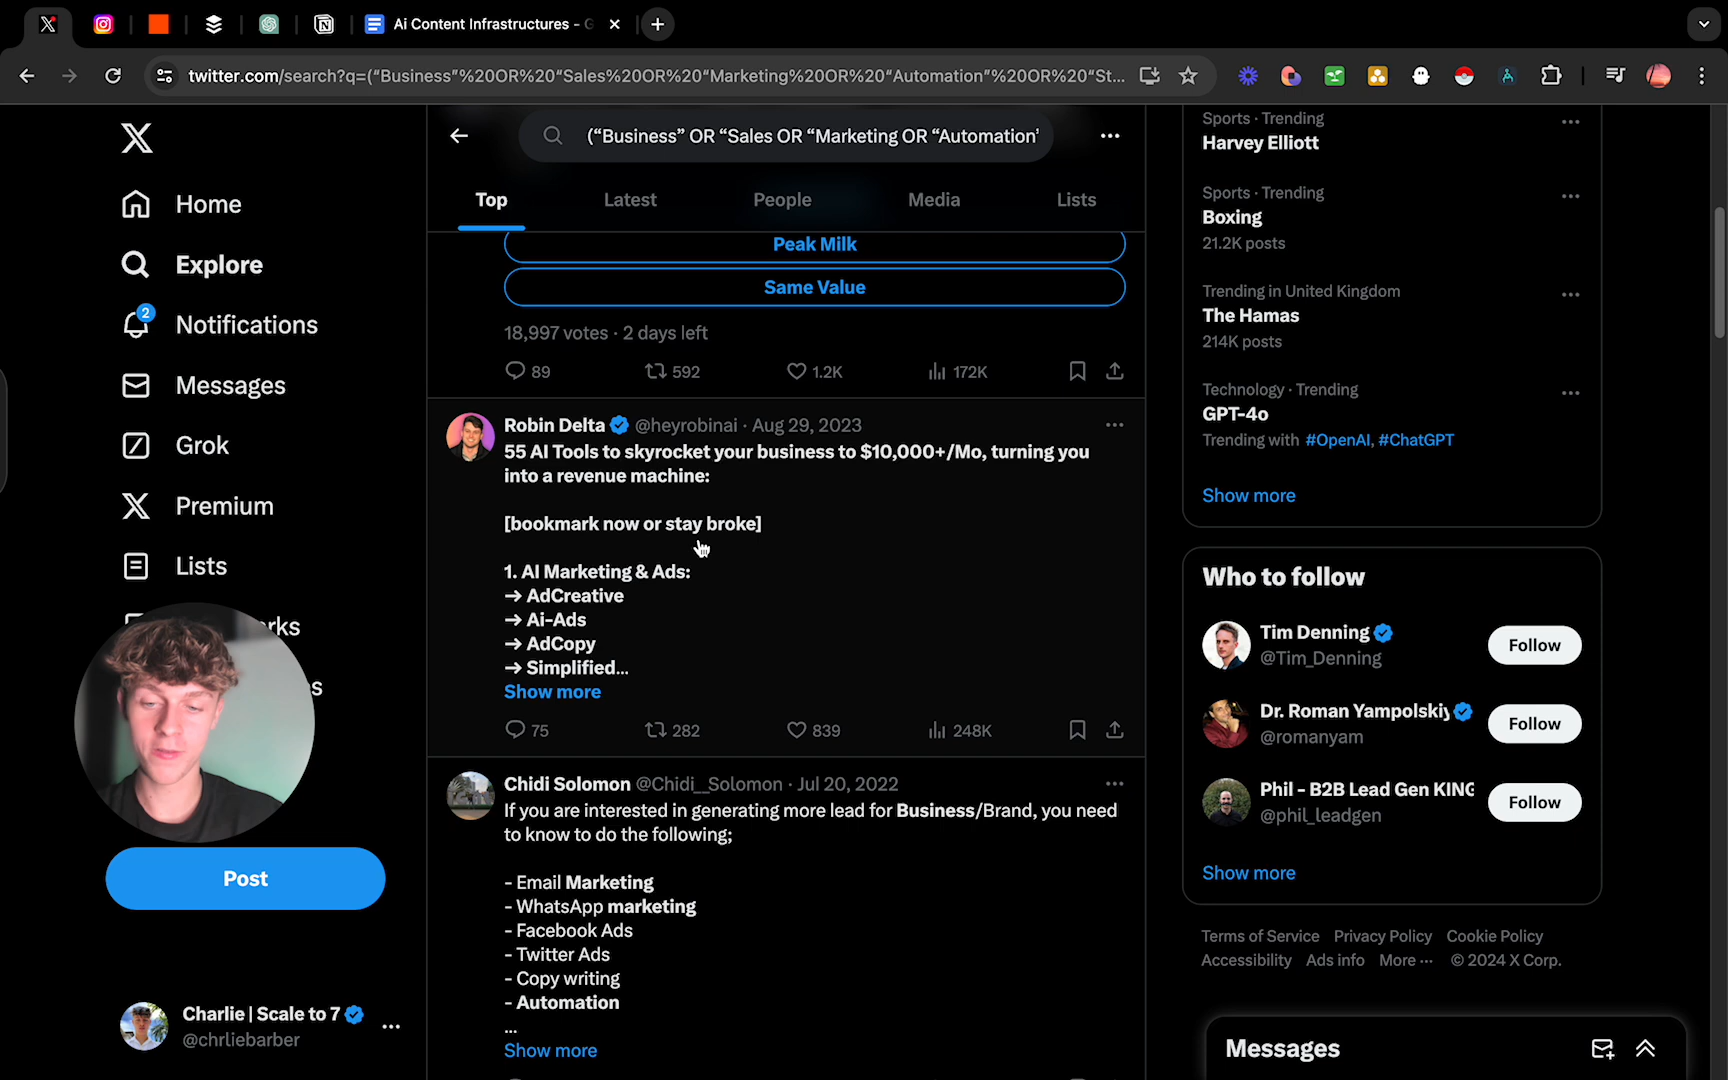 Ai Content Infrastructures - G
twitter.com/search?q=(“Business”%20OR%20“Sales%20OR%20“Marketing%20OR%20“Automation”%20OR%20“St...
Home
Explore
2
Notifications
Messages
Grok
Premium
Lists
rks
s
Post
Charlie | Scale to 7
@chrliebarber
(“Business” OR “Sales OR “Marketing OR “Automation”
Top Latest People Media Lists
Peak Milk
Same Value
18,997 votes · 2 days left
89 592 1.2K 172K
Robin Delta @heyrobinai · Aug 29, 2023
55 AI Tools to skyrocket your business to $10,000+/Mo, turning you
into a revenue machine:
[bookmark now or stay broke]
1. AI Marketing & Ads:
→ AdCreative
→ Ai-Ads
→ AdCopy
→ Simplified...
Show more
75 282 839 248K
Chidi Solomon @Chidi__Solomon · Jul 20, 2022
If you are interested in generating more lead for Business/Brand, you need
to know to do the following;
- Email Marketing
- WhatsApp marketing
- Facebook Ads
- Twitter Ads
- Copy writing
- Automation
...
Show more
Sports · Trending
Harvey Elliott
Sports · Trending
Boxing
21.2K posts
Trending in United Kingdom
The Hamas
214K posts
Technology · Trending
GPT-4o
Trending with #OpenAI, #ChatGPT
Show more
Who to follow
Tim Denning
@Tim_Denning
Follow
Dr. Roman Yampolskiy
@romanyam
Follow
Phil - B2B Lead Gen KING
@phil_leadgen
Follow
Show more
Terms of Service Privacy Policy Cookie Policy
Accessibility Ads info More ··· © 2024 X Corp.
Messages